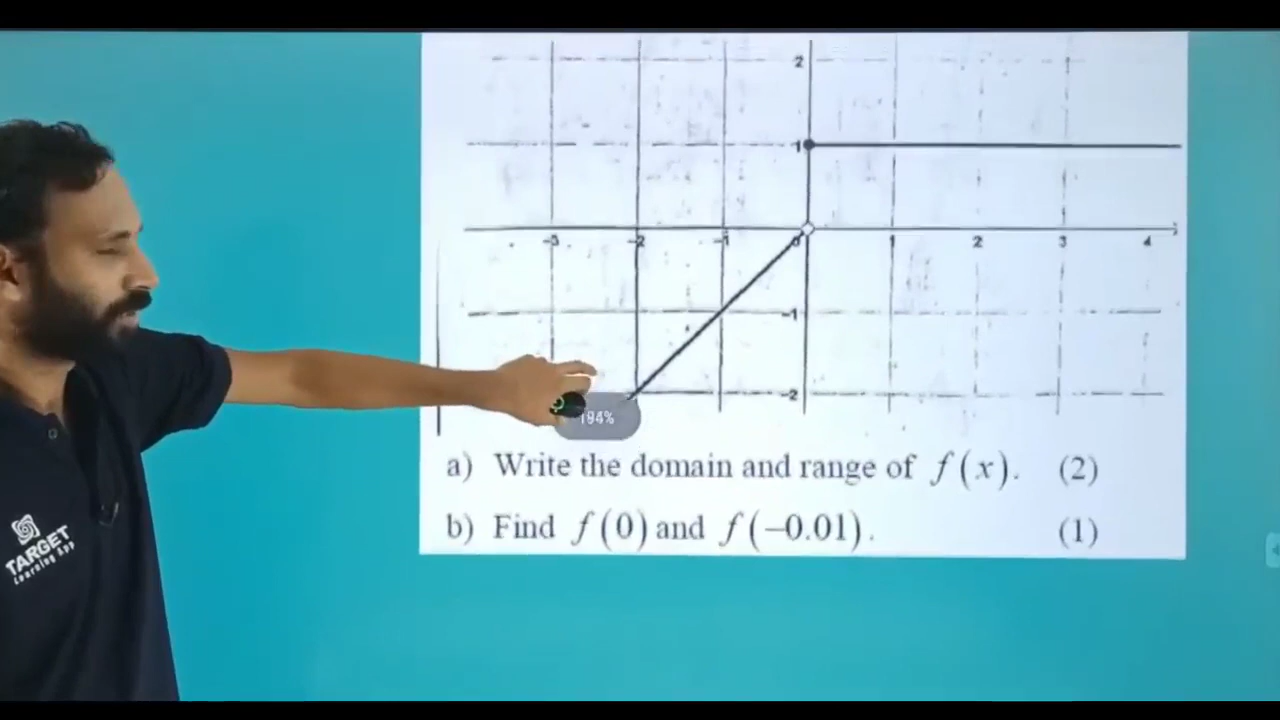 2
1
-3 -2 -1 0 1 2 3 4
-1
-2
194%
a) Write the domain and range of f(x). (2)
b) Find f(0) and f(−0.01). (1)
TARGET
Learning App